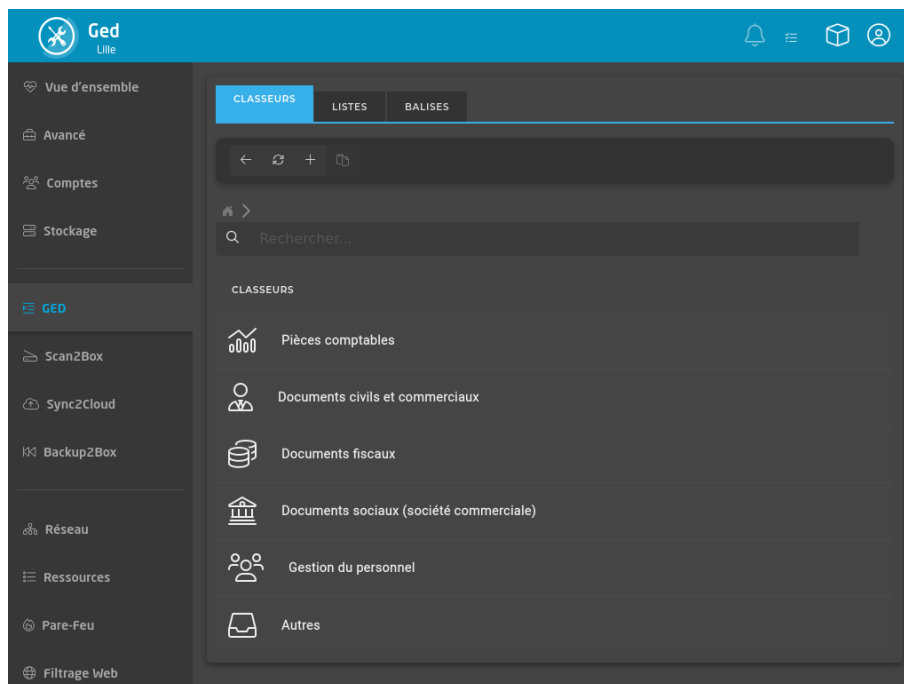 Ged
Lille
Vue d'ensemble
Avancé
Comptes
Stockage
GED
Scan2Box
Sync2Cloud
Backup2Box
Réseau
Ressources
Pare-Feu
Filtrage Web
CLASSEURS
LISTES
BALISES
Rechercher...
CLASSEURS
Pièces comptables
Documents civils et commerciaux
Documents fiscaux
Documents sociaux (société commerciale)
Gestion du personnel
Autres